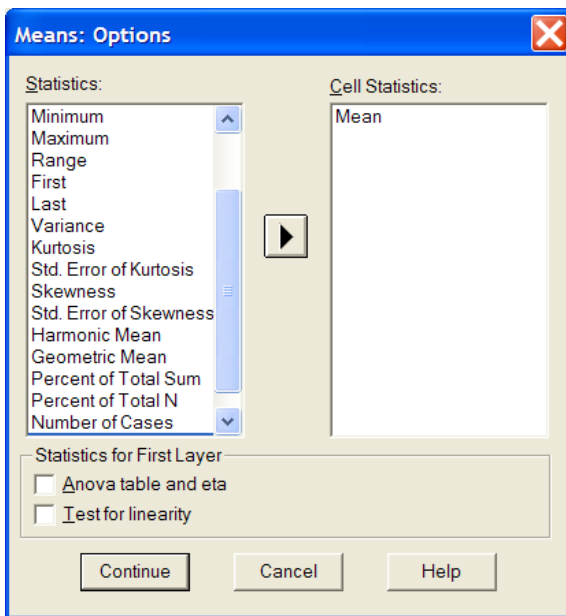 Means: Options
Statistics:
Minimum
Maximum
Range
First
Last
Variance
Kurtosis
Std. Error of Kurtosis
Skewness
Std. Error of Skewness
Harmonic Mean
Geometric Mean
Percent of Total Sum
Percent of Total N
Number of Cases
Cell Statistics:
Mean
Statistics for First Layer
Anova table and eta
Test for linearity
Continue
Cancel
Help